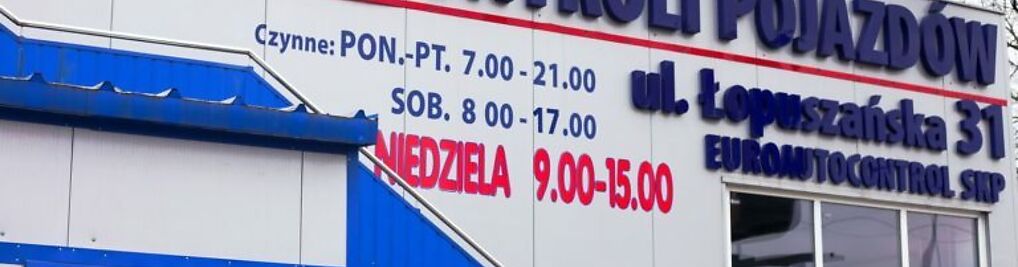 POJAZDÓW
Czynne: PON.-PT. 7.00 - 21.00
SOB. 8 00 - 17.00
NIEDZIELA 9.00-15.00
ul. Łopuszańska 31
EUROAUTOCONTROL SKP